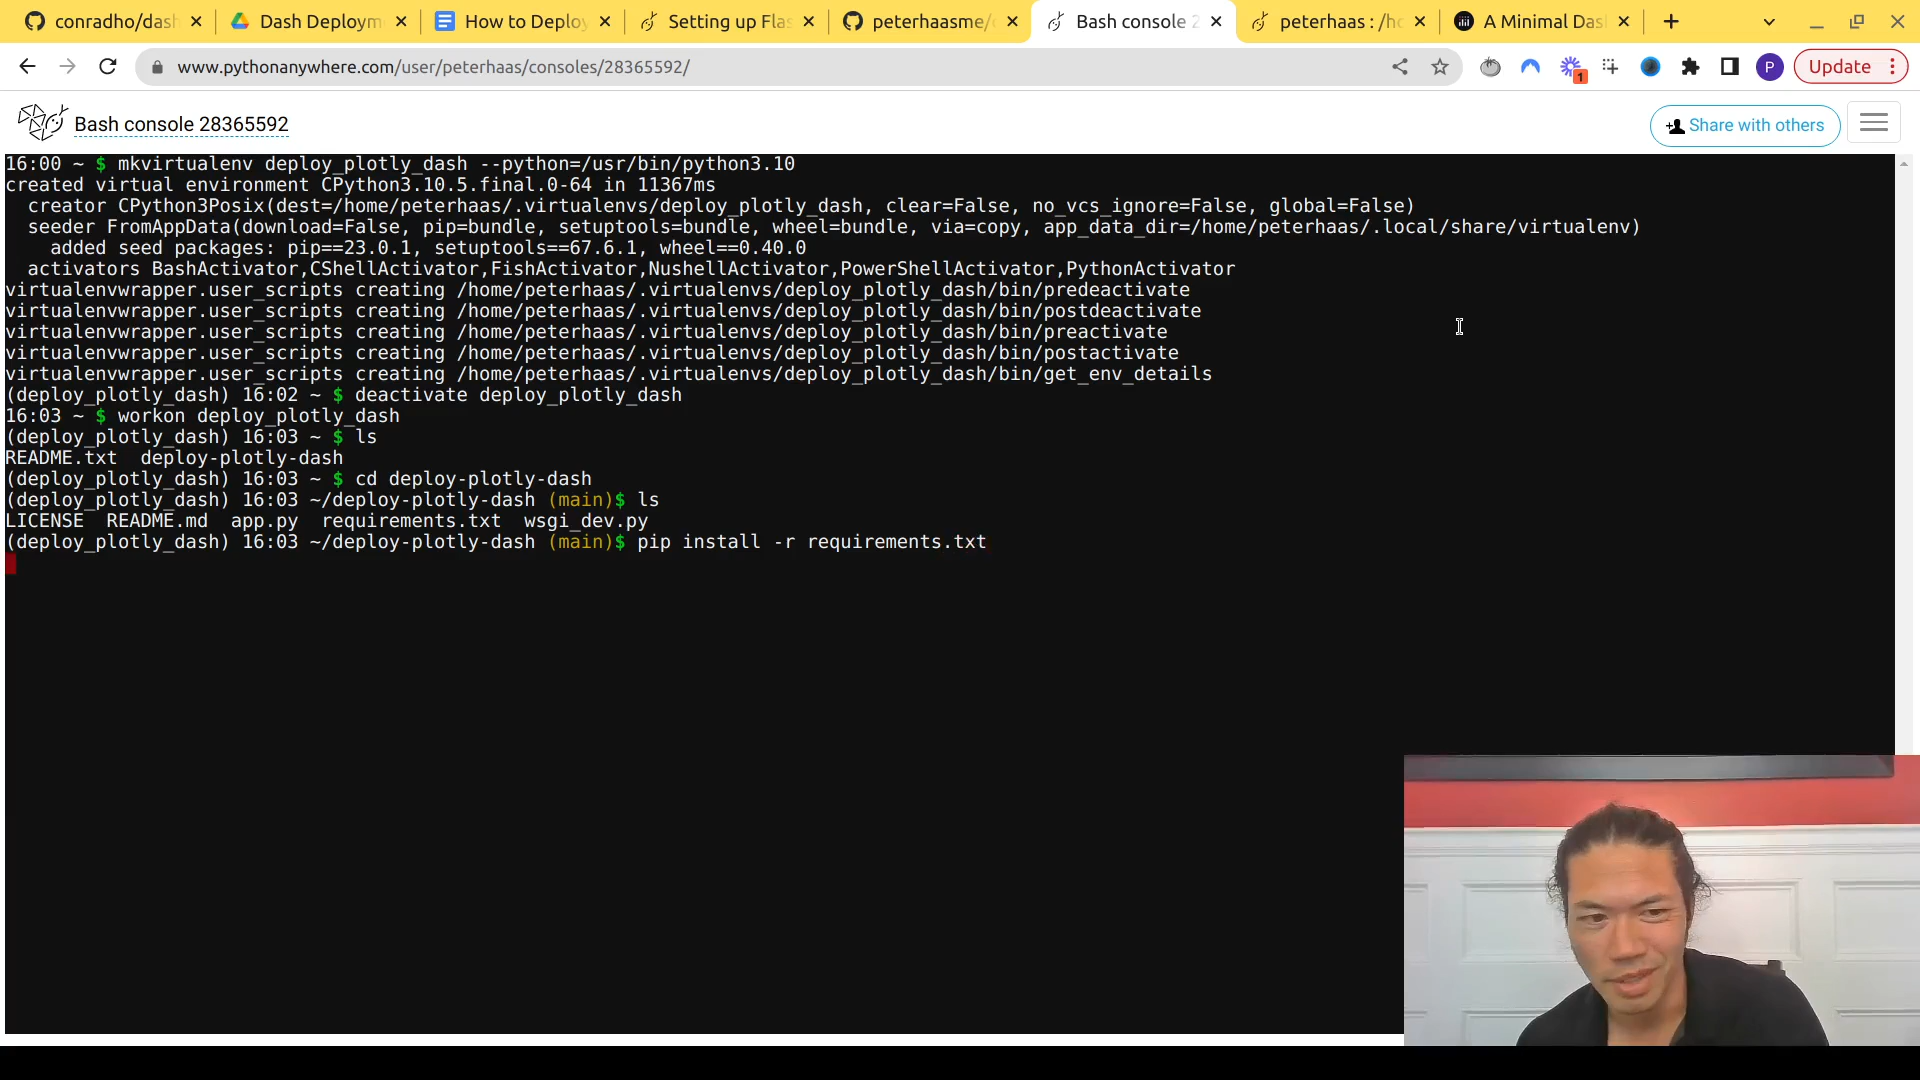 conradho/dash
Dash Deploym
How to Deploy
Setting up Flas
peterhaasme/
Bash console 2
peterhaas : /ho
A Minimal Das
www.pythonanywhere.com/user/peterhaas/consoles/28365592/
1
P
Update
Bash console 28365592
Share with others
16:00 ~ $ mkvirtualenv deploy_plotly_dash --python=/usr/bin/python3.10
created virtual environment CPython3.10.5.final.0-64 in 11367ms
creator CPython3Posix(dest=/home/peterhaas/.virtualenvs/deploy_plotly_dash, clear=False, no_vcs_ignore=False, global=False)
seeder FromAppData(download=False, pip=bundle, setuptools=bundle, wheel=bundle, via=copy, app_data_dir=/home/peterhaas/.local/share/virtualenv)
added seed packages: pip==23.0.1, setuptools==67.6.1, wheel==0.40.0
activators BashActivator,CShellActivator,FishActivator,NushellActivator,PowerShellActivator,PythonActivator
virtualenvwrapper.user_scripts creating /home/peterhaas/.virtualenvs/deploy_plotly_dash/bin/predeactivate
virtualenvwrapper.user_scripts creating /home/peterhaas/.virtualenvs/deploy_plotly_dash/bin/postdeactivate
virtualenvwrapper.user_scripts creating /home/peterhaas/.virtualenvs/deploy_plotly_dash/bin/preactivate
virtualenvwrapper.user_scripts creating /home/peterhaas/.virtualenvs/deploy_plotly_dash/bin/postactivate
virtualenvwrapper.user_scripts creating /home/peterhaas/.virtualenvs/deploy_plotly_dash/bin/get_env_details
(deploy_plotly_dash) 16:02 ~ $ deactivate deploy_plotly_dash
16:03 ~ $ workon deploy_plotly_dash
(deploy_plotly_dash) 16:03 ~ $ ls
README.txt  deploy-plotly-dash
(deploy_plotly_dash) 16:03 ~ $ cd deploy-plotly-dash
(deploy_plotly_dash) 16:03 ~/deploy-plotly-dash (main)$ ls
LICENSE  README.md  app.py  requirements.txt  wsgi_dev.py
(deploy_plotly_dash) 16:03 ~/deploy-plotly-dash (main)$ pip install -r requirements.txt